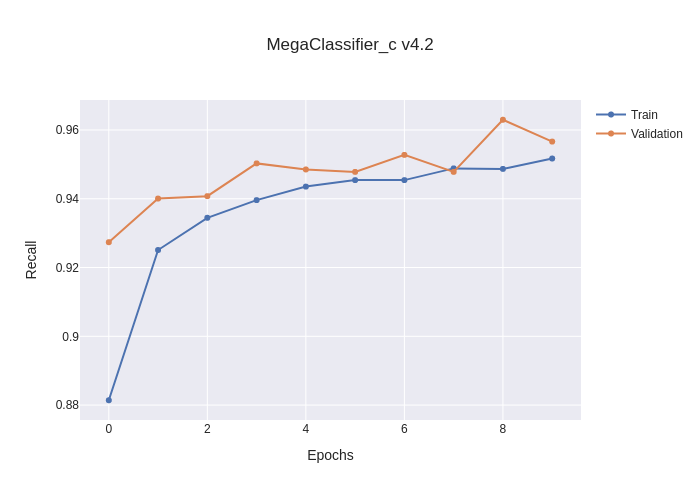 MegaClassifier_c v4.2
Train
Validation
Recall
0.96
0.94
0.92
0.9
0.88
0
2
4
6
8
Epochs